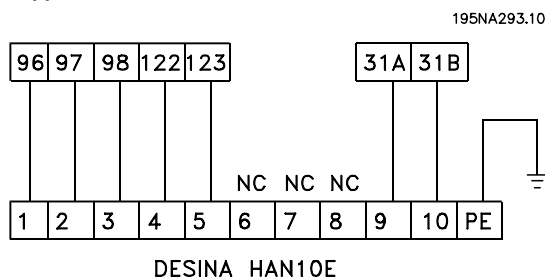 195NA293.10
96 97 98 122 123 31A 31B
NC NC NC
1 2 3 4 5 6 7 8 9 10 PE
DESINA HAN10E